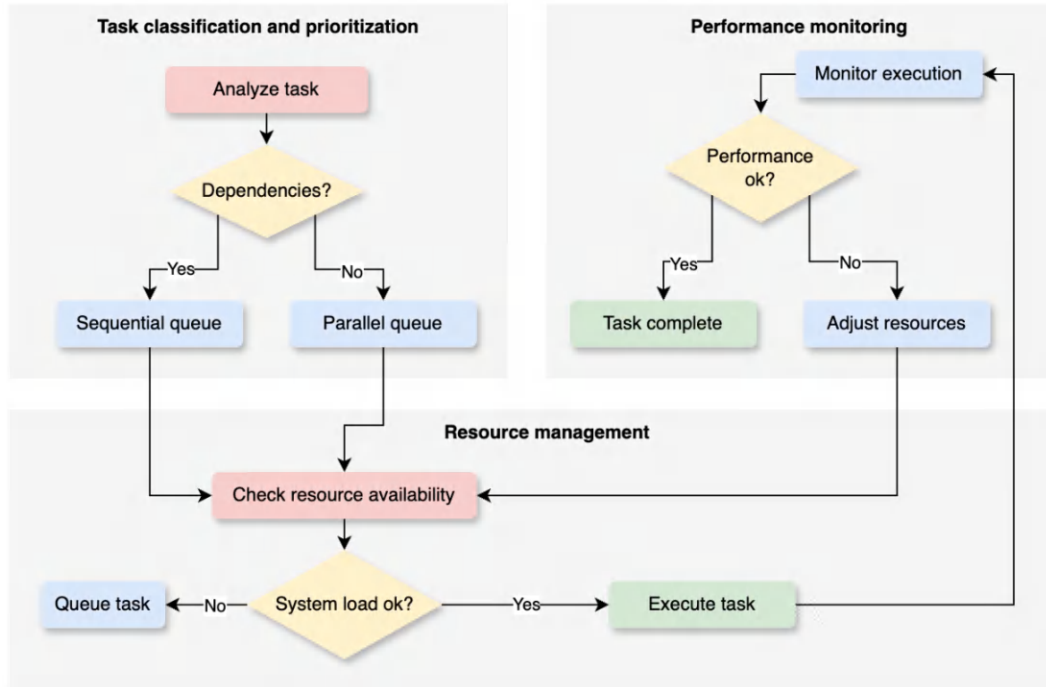 Task classification and prioritization
Analyze task
Dependencies?
Yes
No
Sequential queue
Parallel queue
Performance monitoring
Monitor execution
Performance
ok?
Yes
No
Task complete
Adjust resources
Resource management
Check resource availability
System load ok?
No
Queue task
Yes
Execute task